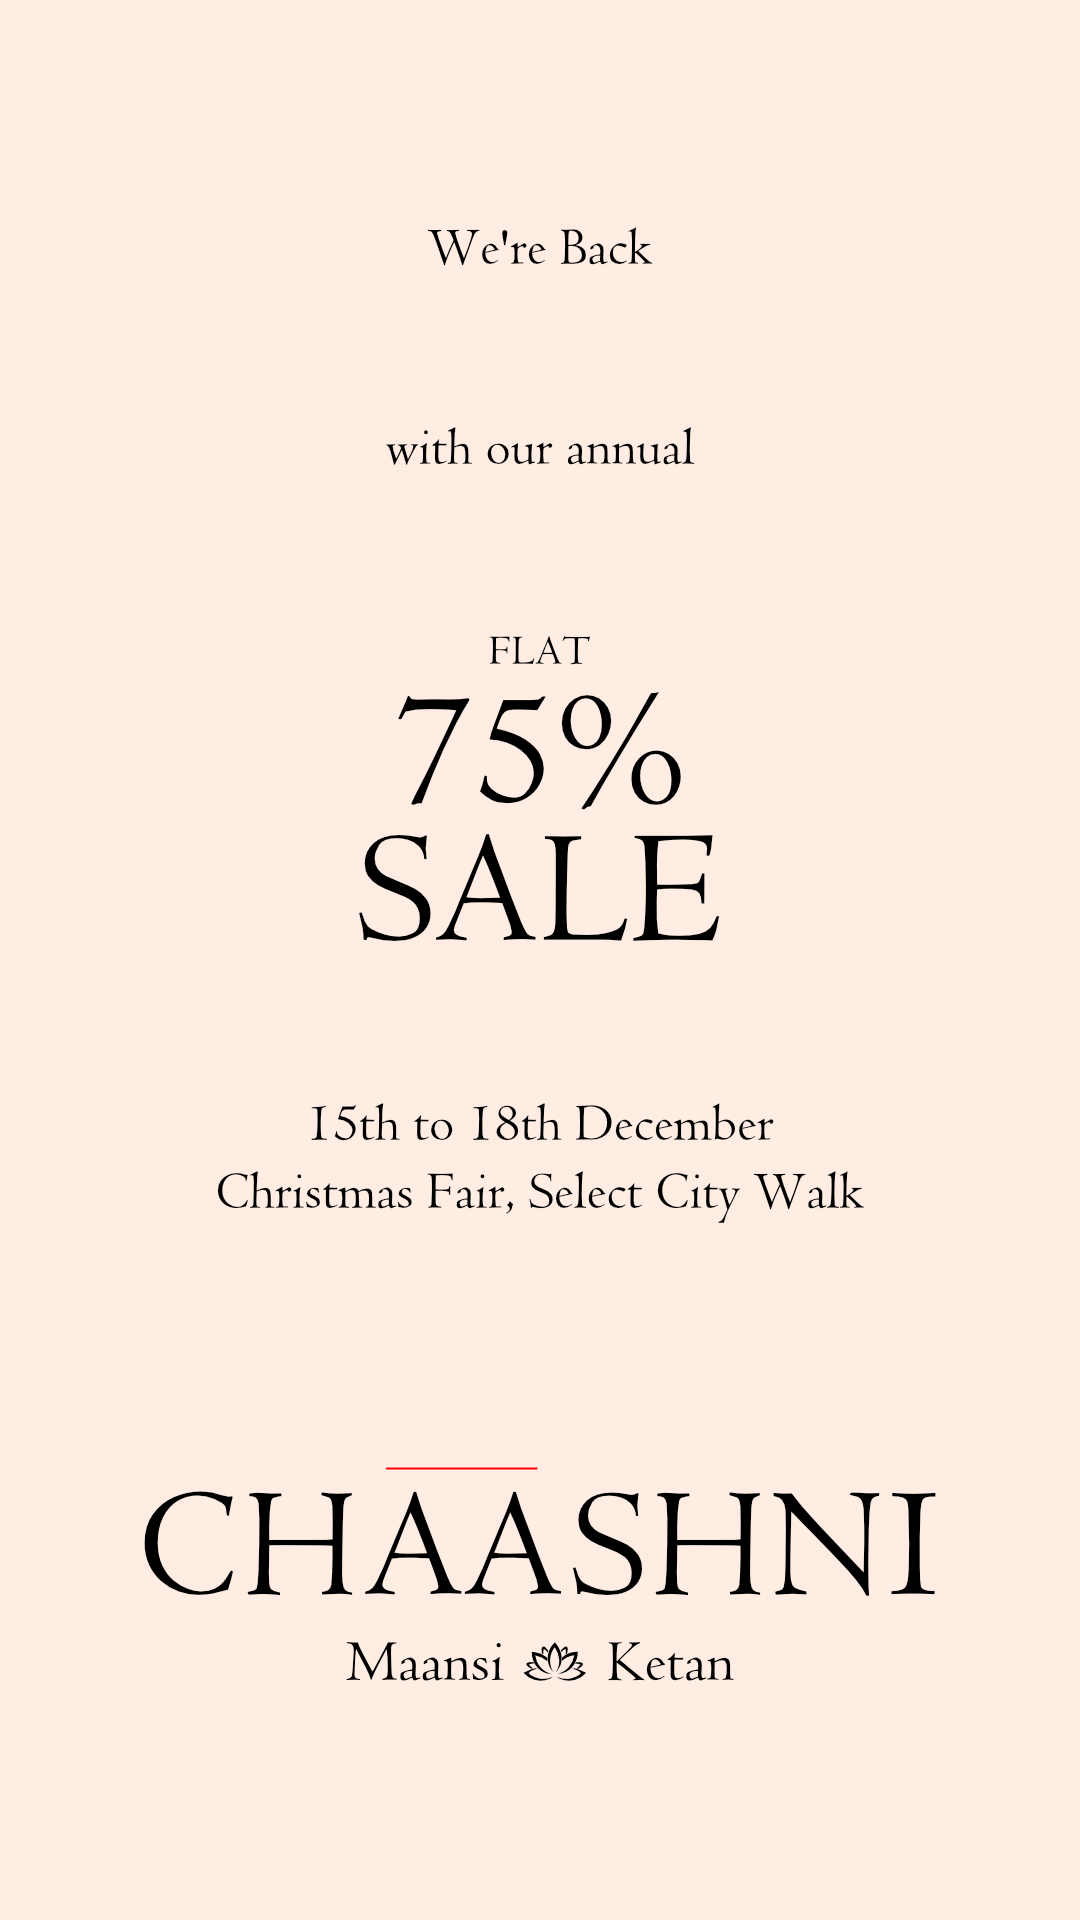 We're Back
with our annual
FLAT
75%
SALE
15th to 18th December
Christmas Fair, Select City Walk
CHAASHNI
Maansi Ketan